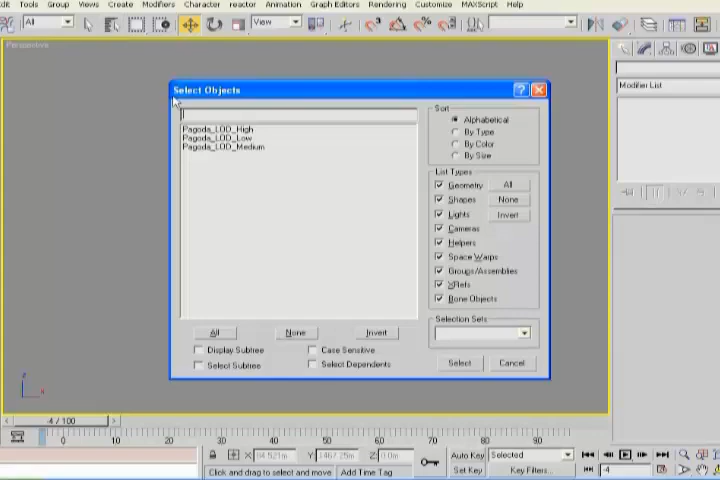 Edit Tools Group Views Create Modifiers Character reactor Animation Graph Editors Rendering Customize MAXScript Help
All
View
Perspective
Select Objects
Pagoda_LOD_High
Pagoda_LOD_Low
Pagoda_LOD_Medium
Sort
Alphabetical
By Type
By Color
By Size
List Types
Geometry All
Shapes None
Lights Invert
Cameras
Helpers
Space Warps
Groups/Assemblies
XRefs
Bone Objects
Selection Sets
All None Invert
Display Subtree Case Sensitive
Select Subtree Select Dependents
Select Cancel
Modifier List
-4 / 100
0 10 20 30 40 50 60 70 80 90
X: Y: Z: 0.0m
Auto Key Selected
Set Key Key Filters... -4
Click and drag to select and move Add Time Tag